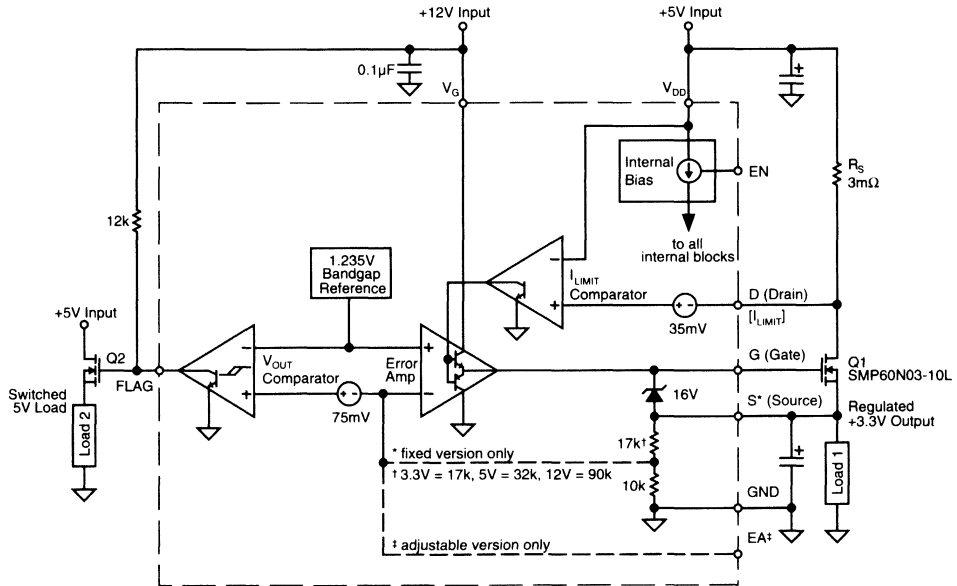 +12V Input
+5V Input
0.1µF
+
V_G
V_DD
Internal
Bias
EN
R_S
3mΩ
12k
to all
internal blocks
1.235V
Bandgap
Reference
−
I_LIMIT
Comparator
+
− +
35mV
D (Drain)
[I_LIMIT]
+5V Input
Q2
FLAG
Switched
5V Load
Load 2
−
V_OUT
Comparator
+
− +
75mV
+
Error
Amp
−
G (Gate)
Q1
SMP60N03-10L
16V
S* (Source)
Regulated
+3.3V Output
17k†
* fixed version only
† 3.3V = 17k, 5V = 32k, 12V = 90k
10k
+
Load 1
GND
EA‡
‡ adjustable version only